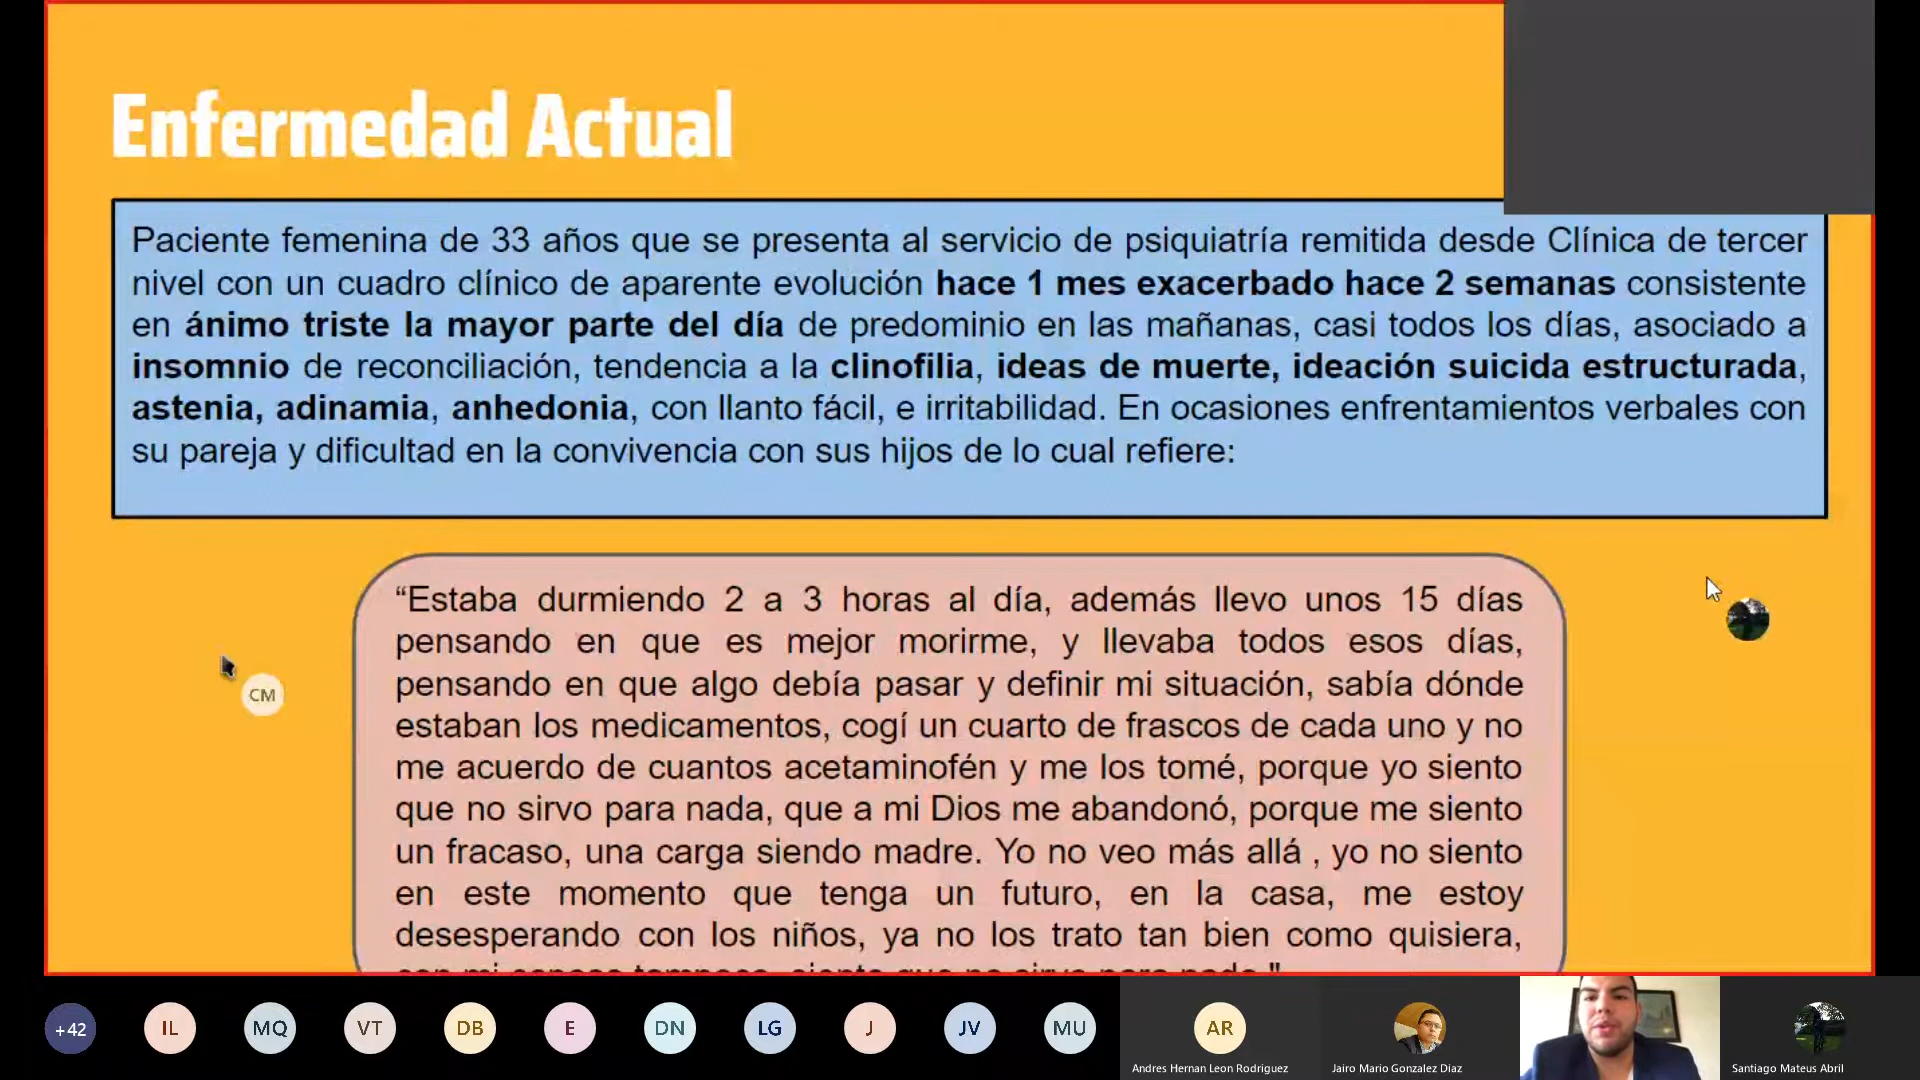 Enfermedad Actual
Paciente femenina de 33 años que se presenta al servicio de psiquiatría remitida desde Clínica de tercer
nivel con un cuadro clínico de aparente evolución hace 1 mes exacerbado hace 2 semanas consistente
en ánimo triste la mayor parte del día de predominio en las mañanas, casi todos los días, asociado a
insomnio de reconciliación, tendencia a la clinofilia, ideas de muerte, ideación suicida estructurada,
astenia, adinamia, anhedonia, con llanto fácil, e irritabilidad. En ocasiones enfrentamientos verbales con
su pareja y dificultad en la convivencia con sus hijos de lo cual refiere:
“Estaba durmiendo 2 a 3 horas al día, además llevo unos 15 días
pensando en que es mejor morirme, y llevaba todos esos días,
pensando en que algo debía pasar y definir mi situación, sabía dónde
estaban los medicamentos, cogí un cuarto de frascos de cada uno y no
me acuerdo de cuantos acetaminofén y me los tomé, porque yo siento
que no sirvo para nada, que a mi Dios me abandonó, porque me siento
un fracaso, una carga siendo madre. Yo no veo más allá , yo no siento
en este momento que tenga un futuro, en la casa, me estoy
desesperando con los niños, ya no los trato tan bien como quisiera,
CM
+42
IL
MQ
VT
DB
E
DN
LG
J
JV
MU
AR
Andres Hernan Leon Rodriguez
Jairo Mario Gonzalez Diaz
Santiago Mateus Abril